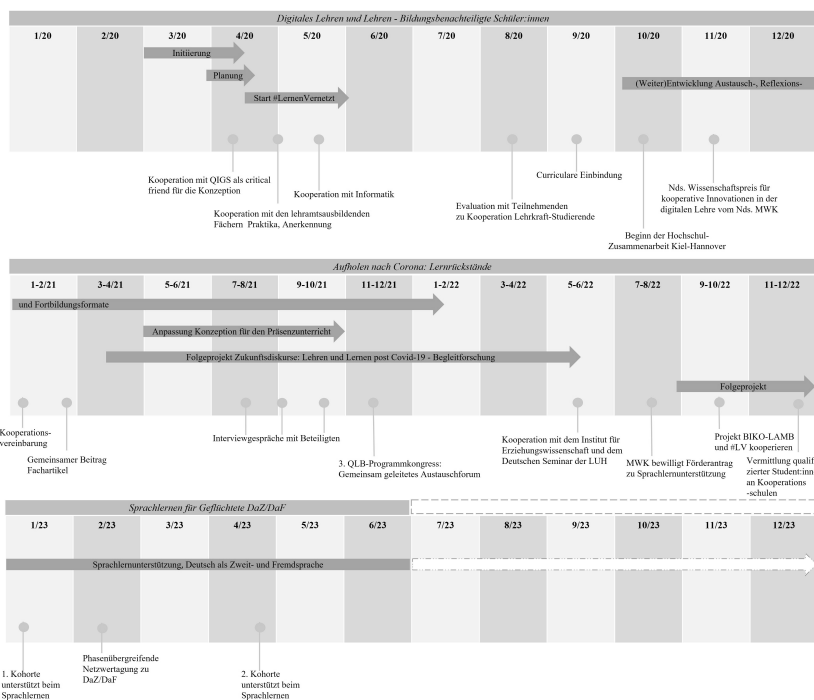 Digitales Lehren und Lehren - Bildungsbenachteiligte Schüler:innen
1/20 2/20 3/20 4/20 5/20 6/20 7/20 8/20 9/20 10/20 11/20 12/20
Initiierung
Planung
(Weiter)Entwicklung Austausch-, Reflexions-
Start #LernenVernetzt
Kooperation mit QIGS als critical
friend für die Konzeption
Kooperation mit Informatik
Kooperation mit den lehramtsausbildenden
Fächern Praktika, Anerkennung
Evaluation mit Teilnehmenden
zu Kooperation Lehrkraft-Studierende
Curriculare Einbindung
Beginn der Hochschul-
Zusammenarbeit Kiel-Hannover
Nds. Wissenschaftspreis für
kooperative Innovationen in der
digitalen Lehre vom Nds. MWK
Aufholen nach Corona: Lernrückstände
1-2/21 3-4/21 5-6/21 7-8/21 9-10/21 11-12/21 1-2/22 3-4/22 5-6/22 7-8/22 9-10/22 11-12/22
und Fortbildungsformate
Anpassung Konzeption für den Präsenzunterricht
Folgeprojekt Zukunftsdiskurse: Lehren und Lernen post Covid-19 - Begleitforschung
Folgeprojekt
Kooperations-
vereinbarung
Gemeinsamer Beitrag
Fachartikel
Interviewgespräche mit Beteiligten
3. QLB-Programmkongress:
Gemeinsam geleitetes Austauschforum
Kooperation mit dem Institut für
Erziehungswissenschaft und dem
Deutschen Seminar der LUH
MWK bewilligt Förderantrag
zu Sprachlernunterstützung
Projekt BIKO-LAMB
und #LV kooperieren
Vermittlung qualifi
zierter Student:inn
an Kooperations
-schulen
Sprachlernen für Geflüchtete DaZ/DaF
1/23 2/23 3/23 4/23 5/23 6/23 7/23 8/23 9/23 10/23 11/23 12/23
Sprachlernunterstützung, Deutsch als Zweit- und Fremdsprache
1. Kohorte
unterstützt beim
Sprachlernen
Phasenübergreifende
Netzwertagung zu
DaZ/DaF
2. Kohorte
unterstützt beim
Sprachlernen